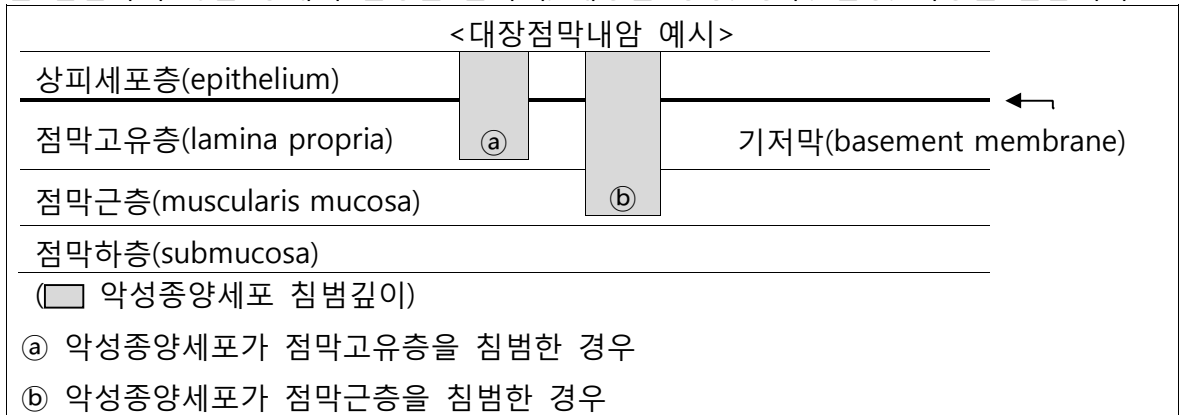 <대장점막내암 예시>
상피세포층(epithelium)
점막고유층(lamina propria)
ⓐ
기저막(basement membrane)
점막근층(muscularis mucosa)
ⓑ
점막하층(submucosa)
( 악성종양세포 침범깊이)
ⓐ 악성종양세포가 점막고유층을 침범한 경우
ⓑ 악성종양세포가 점막근층을 침범한 경우